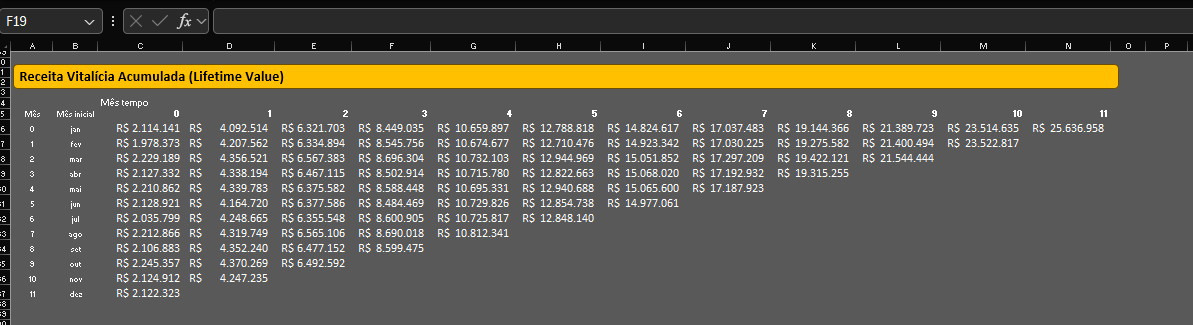 F19 fx
A B C D E F G H I J K L M N O P
Receita Vitalícia Acumulada (Lifetime Value)
Mês tempo
Mês Mês inicial 0 1 2 3 4 5 6 7 8 9 10 11
0 jan R$ 2.114.141 R$ 4.092.514 R$ 6.321.703 R$ 8.449.035 R$ 10.659.897 R$ 12.788.818 R$ 14.824.617 R$ 17.037.483 R$ 19.144.366 R$ 21.389.723 R$ 23.514.635 R$ 25.636.958
1 fev R$ 1.978.373 R$ 4.207.562 R$ 6.334.894 R$ 8.545.756 R$ 10.674.677 R$ 12.710.476 R$ 14.923.342 R$ 17.030.225 R$ 19.275.582 R$ 21.400.494 R$ 23.522.817
2 mar R$ 2.229.189 R$ 4.356.521 R$ 6.567.383 R$ 8.696.304 R$ 10.732.103 R$ 12.944.969 R$ 15.051.852 R$ 17.297.209 R$ 19.422.121 R$ 21.544.444
3 abr R$ 2.127.332 R$ 4.338.194 R$ 6.467.115 R$ 8.502.914 R$ 10.715.780 R$ 12.822.663 R$ 15.068.020 R$ 17.192.932 R$ 19.315.255
4 mai R$ 2.210.862 R$ 4.339.783 R$ 6.375.582 R$ 8.588.448 R$ 10.695.331 R$ 12.940.688 R$ 15.065.600 R$ 17.187.923
5 jun R$ 2.128.921 R$ 4.164.720 R$ 6.377.586 R$ 8.484.469 R$ 10.729.826 R$ 12.854.738 R$ 14.977.061
6 jul R$ 2.035.799 R$ 4.248.665 R$ 6.355.548 R$ 8.600.905 R$ 10.725.817 R$ 12.848.140
7 ago R$ 2.212.866 R$ 4.319.749 R$ 6.565.106 R$ 8.690.018 R$ 10.812.341
8 set R$ 2.106.883 R$ 4.352.240 R$ 6.477.152 R$ 8.599.475
9 out R$ 2.245.357 R$ 4.370.269 R$ 6.492.592
10 nov R$ 2.124.912 R$ 4.247.235
11 dez R$ 2.122.323